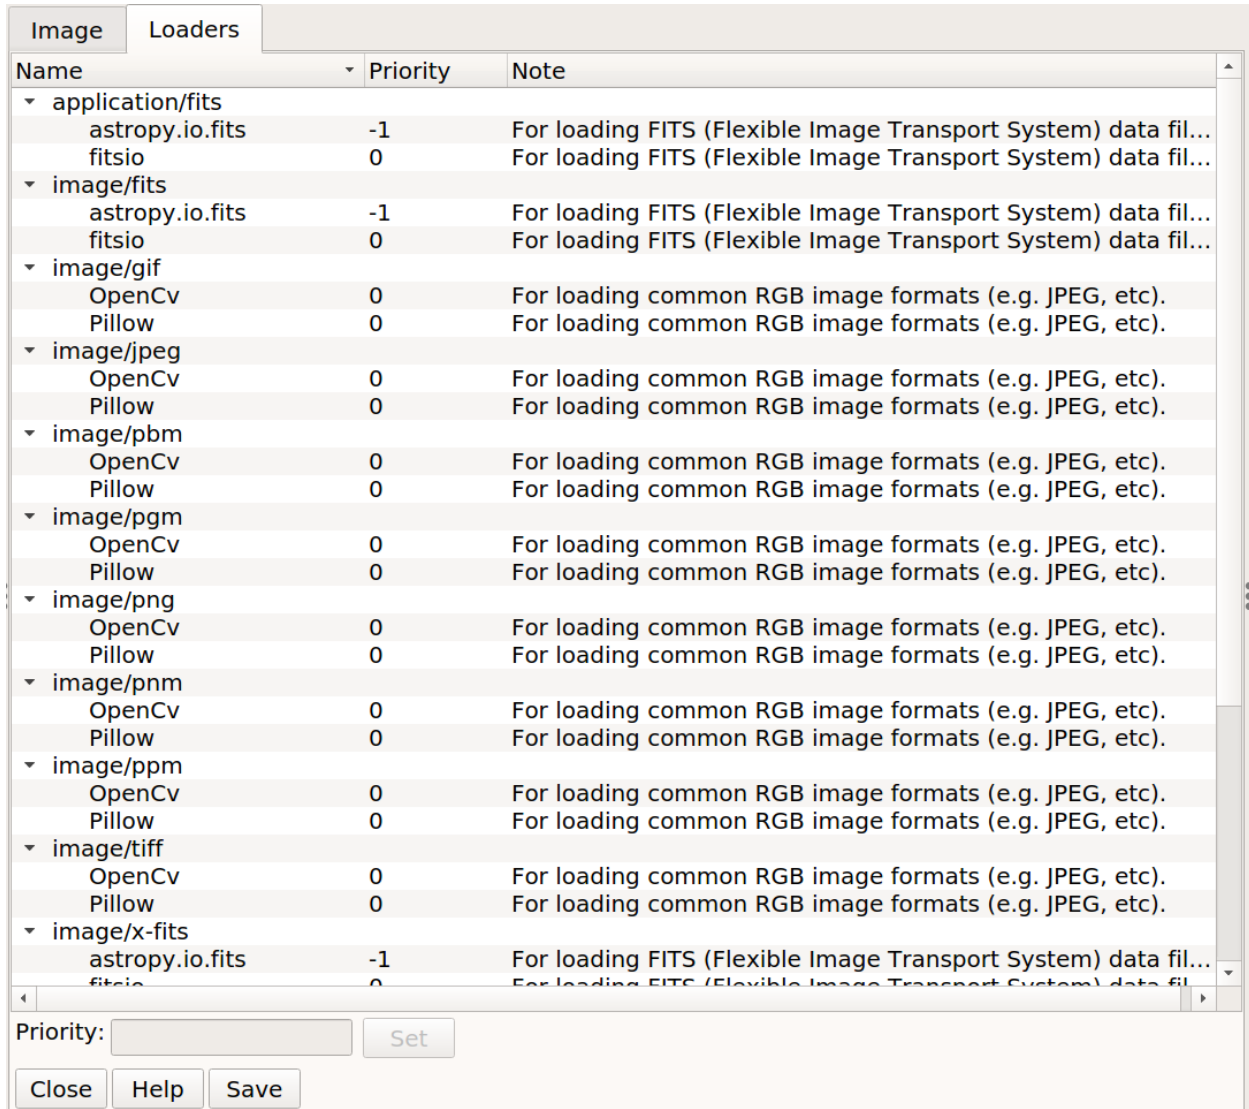 Image Loaders
Name Priority Note
application/fits
astropy.io.fits -1 For loading FITS (Flexible Image Transport System) data fil...
fitsio 0 For loading FITS (Flexible Image Transport System) data fil...
image/fits
astropy.io.fits -1 For loading FITS (Flexible Image Transport System) data fil...
fitsio 0 For loading FITS (Flexible Image Transport System) data fil...
image/gif
OpenCv 0 For loading common RGB image formats (e.g. JPEG, etc).
Pillow 0 For loading common RGB image formats (e.g. JPEG, etc).
image/jpeg
OpenCv 0 For loading common RGB image formats (e.g. JPEG, etc).
Pillow 0 For loading common RGB image formats (e.g. JPEG, etc).
image/pbm
OpenCv 0 For loading common RGB image formats (e.g. JPEG, etc).
Pillow 0 For loading common RGB image formats (e.g. JPEG, etc).
image/pgm
OpenCv 0 For loading common RGB image formats (e.g. JPEG, etc).
Pillow 0 For loading common RGB image formats (e.g. JPEG, etc).
image/png
OpenCv 0 For loading common RGB image formats (e.g. JPEG, etc).
Pillow 0 For loading common RGB image formats (e.g. JPEG, etc).
image/pnm
OpenCv 0 For loading common RGB image formats (e.g. JPEG, etc).
Pillow 0 For loading common RGB image formats (e.g. JPEG, etc).
image/ppm
OpenCv 0 For loading common RGB image formats (e.g. JPEG, etc).
Pillow 0 For loading common RGB image formats (e.g. JPEG, etc).
image/tiff
OpenCv 0 For loading common RGB image formats (e.g. JPEG, etc).
Pillow 0 For loading common RGB image formats (e.g. JPEG, etc).
image/x-fits
astropy.io.fits -1 For loading FITS (Flexible Image Transport System) data fil...
fitsio 0 For loading FITS (Flexible Image Transport System) data fil...
Priority: Set
Close Help Save